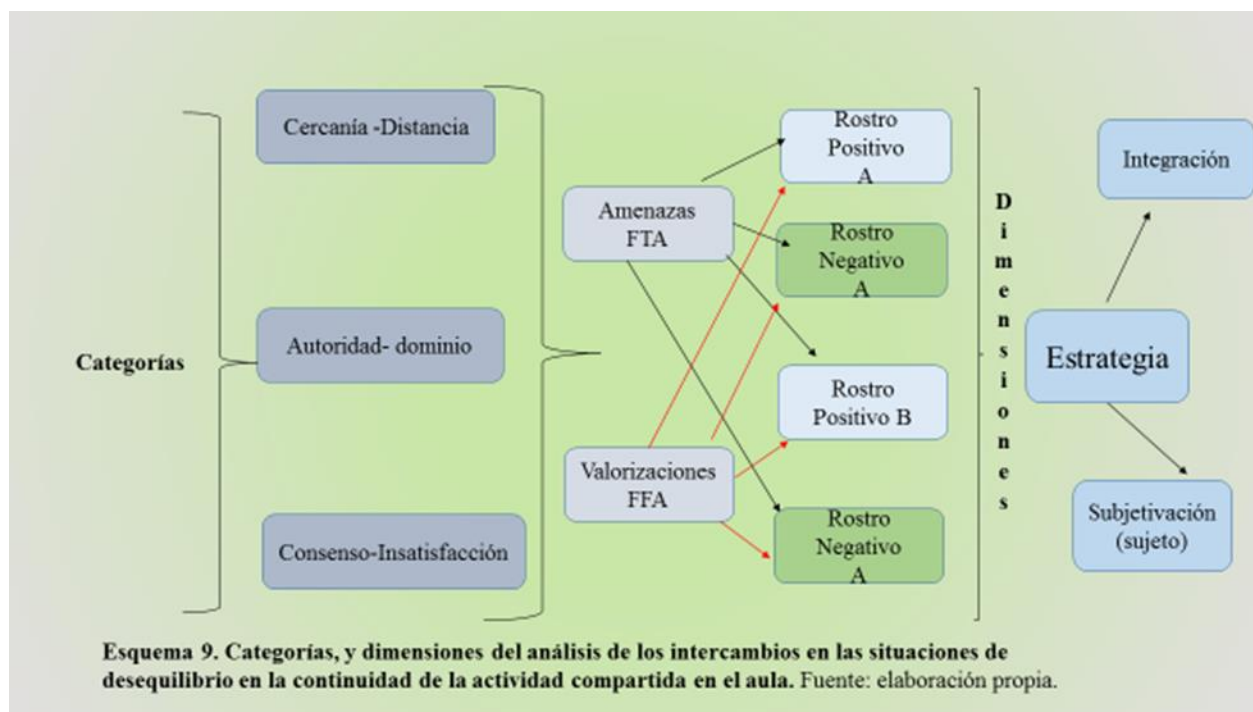 Categorías
Cercanía -Distancia
Autoridad- dominio
Consenso-Insatisfacción
Amenazas
FTA
Valorizaciones
FFA
Rostro
Positivo
A
Rostro
Negativo
A
Rostro
Positivo B
Rostro
Negativo
A
Dimensiones
Estrategia
Integración
Subjetivación
(sujeto)
Esquema 9. Categorías, y dimensiones del análisis de los intercambios en las situaciones de
desequilibrio en la continuidad de la actividad compartida en el aula. Fuente: elaboración propia.